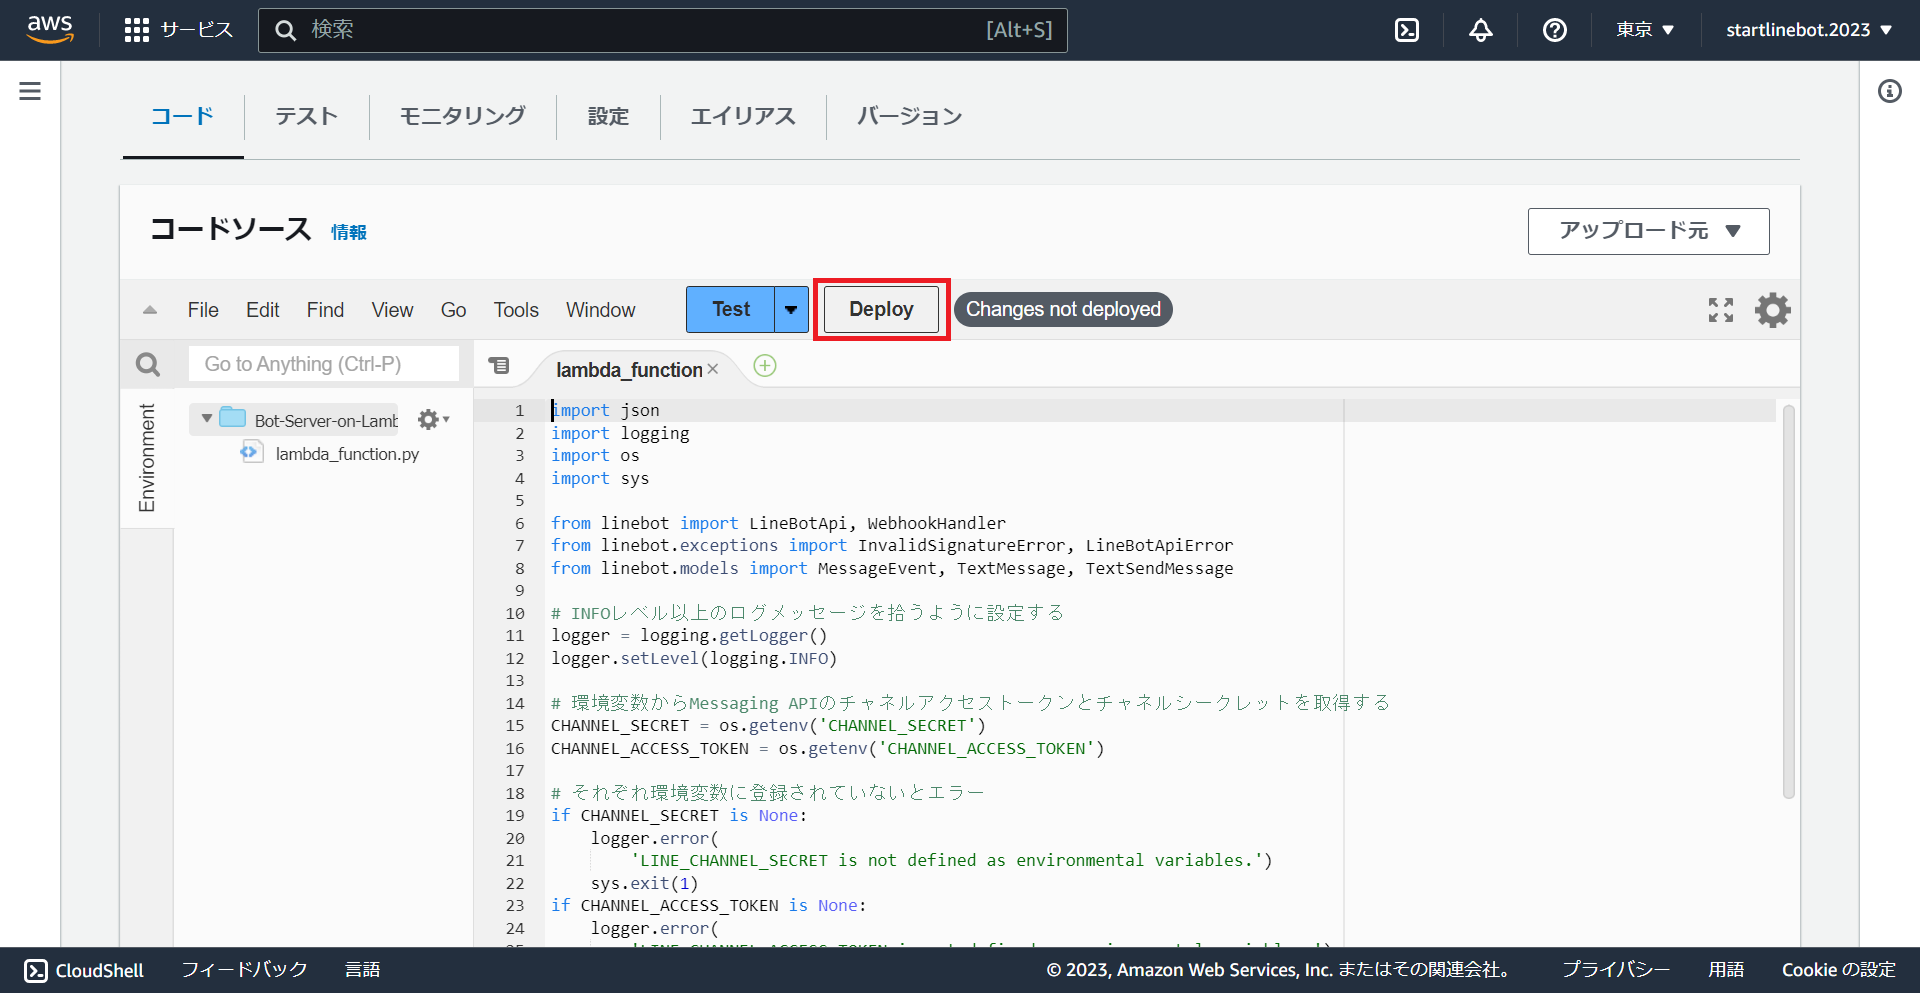 aws サービス 検索 [Alt+S] 東京 ▼ startlinebot.2023 ▼
コード テスト モニタリング 設定 エイリアス バージョン
コードソース 情報 アップロード元 ▼
File Edit Find View Go Tools Window Test Deploy Changes not deployed
Go to Anything (Ctrl-P) lambda_function
Environment
Bot-Server-on-Lamb
lambda_function.py
1 import json
2 import logging
3 import os
4 import sys
5
6 from linebot import LineBotApi, WebhookHandler
7 from linebot.exceptions import InvalidSignatureError, LineBotApiError
8 from linebot.models import MessageEvent, TextMessage, TextSendMessage
9
10 # INFOレベル以上のログメッセージを拾うように設定する
11 logger = logging.getLogger()
12 logger.setLevel(logging.INFO)
13
14 # 環境変数からMessaging APIのチャネルアクセストークンとチャネルシークレットを取得する
15 CHANNEL_SECRET = os.getenv('CHANNEL_SECRET')
16 CHANNEL_ACCESS_TOKEN = os.getenv('CHANNEL_ACCESS_TOKEN')
17
18 # それぞれ環境変数に登録されていないとエラー
19 if CHANNEL_SECRET is None:
20 logger.error(
21 'LINE_CHANNEL_SECRET is not defined as environmental variables.')
22 sys.exit(1)
23 if CHANNEL_ACCESS_TOKEN is None:
24 logger.error(
CloudShell フィードバック 言語 © 2023, Amazon Web Services, Inc. またはその関連会社。 プライバシー 用語 Cookie の設定